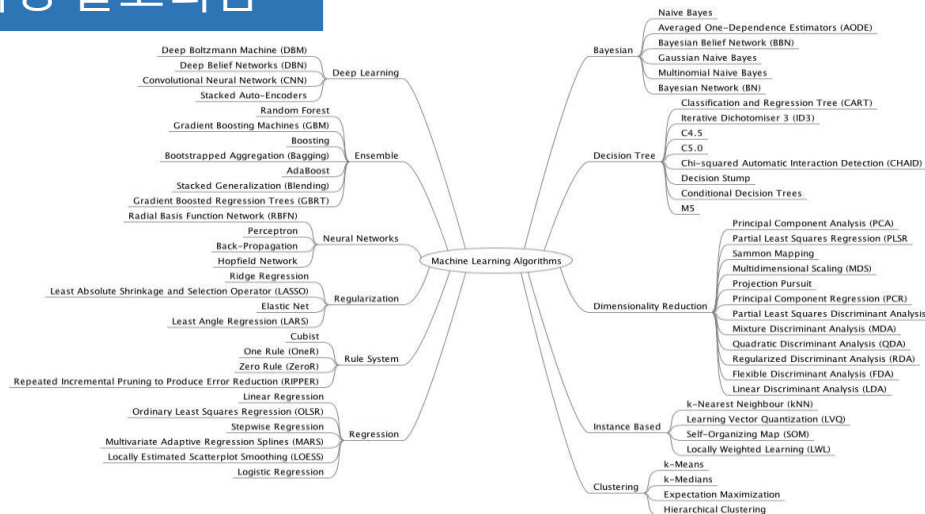 알고리즘
Deep Boltzmann Machine (DBM)
Deep Belief Networks (DBN)
Convolutional Neural Network (CNN)
Stacked Auto-Encoders
Deep Learning
Random Forest
Gradient Boosting Machines (GBM)
Boosting
Bootstrapped Aggregation (Bagging)
AdaBoost
Stacked Generalization (Blending)
Gradient Boosted Regression Trees (GBRT)
Ensemble
Radial Basis Function Network (RBFN)
Perceptron
Back-Propagation
Hopfield Network
Neural Networks
Ridge Regression
Least Absolute Shrinkage and Selection Operator (LASSO)
Elastic Net
Least Angle Regression (LARS)
Regularization
Cubist
One Rule (OneR)
Zero Rule (ZeroR)
Repeated Incremental Pruning to Produce Error Reduction (RIPPER)
Rule System
Linear Regression
Ordinary Least Squares Regression (OLSR)
Stepwise Regression
Multivariate Adaptive Regression Splines (MARS)
Locally Estimated Scatterplot Smoothing (LOESS)
Logistic Regression
Regression
Machine Learning Algorithms
Bayesian
Naive Bayes
Averaged One-Dependence Estimators (AODE)
Bayesian Belief Network (BBN)
Gaussian Naive Bayes
Multinomial Naive Bayes
Bayesian Network (BN)
Decision Tree
Classification and Regression Tree (CART)
Iterative Dichotomiser 3 (ID3)
C4.5
C5.0
Chi-squared Automatic Interaction Detection (CHAID)
Decision Stump
Conditional Decision Trees
M5
Dimensionality Reduction
Principal Component Analysis (PCA)
Partial Least Squares Regression (PLSR
Sammon Mapping
Multidimensional Scaling (MDS)
Projection Pursuit
Principal Component Regression (PCR)
Partial Least Squares Discriminant Analysis
Mixture Discriminant Analysis (MDA)
Quadratic Discriminant Analysis (QDA)
Regularized Discriminant Analysis (RDA)
Flexible Discriminant Analysis (FDA)
Linear Discriminant Analysis (LDA)
Instance Based
k-Nearest Neighbour (kNN)
Learning Vector Quantization (LVQ)
Self-Organizing Map (SOM)
Locally Weighted Learning (LWL)
Clustering
k-Means
k-Medians
Expectation Maximization
Hierarchical Clustering